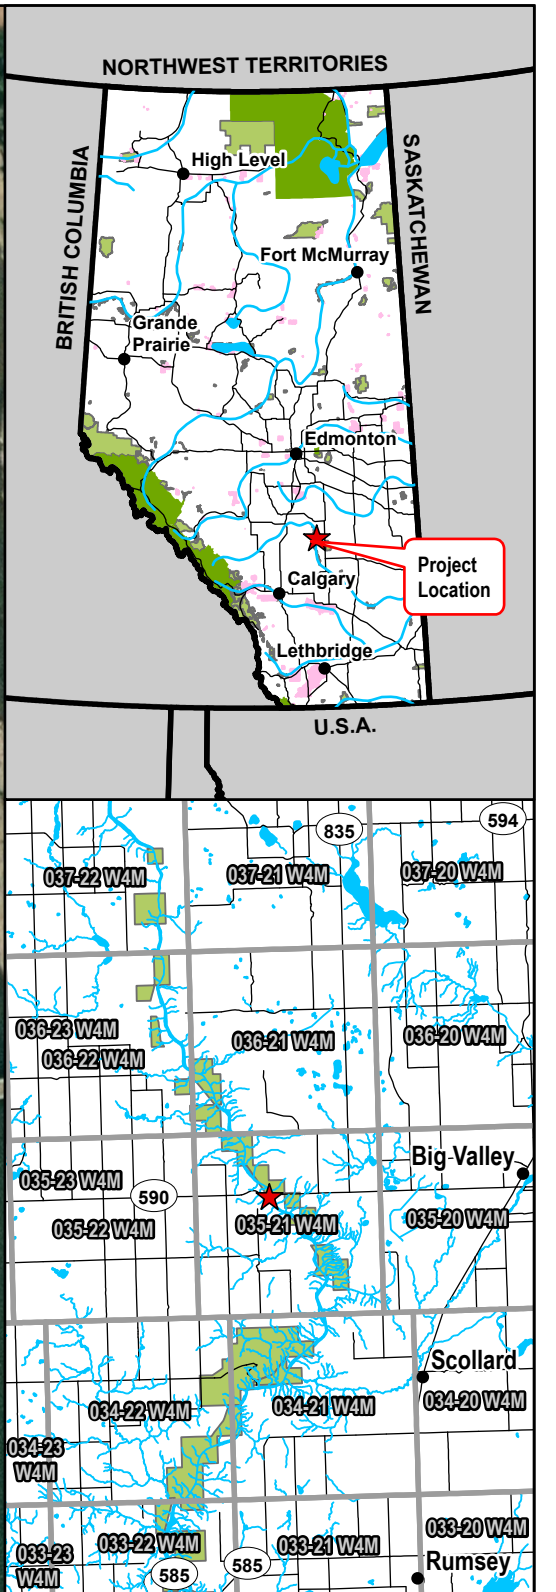 NORTHWEST TERRITORIES
BRITISH COLUMBIA
SASKATCHEWAN
High Level
Fort McMurray
Grande
Prairie
Edmonton
Project
Location
Calgary
Lethbridge
U.S.A.
594
835
037-22 W4M
037-21 W4M
037-20 W4M
036-23 W4M
036-22 W4M
036-21 W4M
036-20 W4M
Big Valley
035-23 W4M
590
035-22 W4M
035-21 W4M
035-20 W4M
Scollard
034-22 W4M
034-21 W4M
034-20 W4M
034-23
W4M
033-23
W4M
033-22 W4M
033-21 W4M
033-20 W4M
585
585
Rumsey